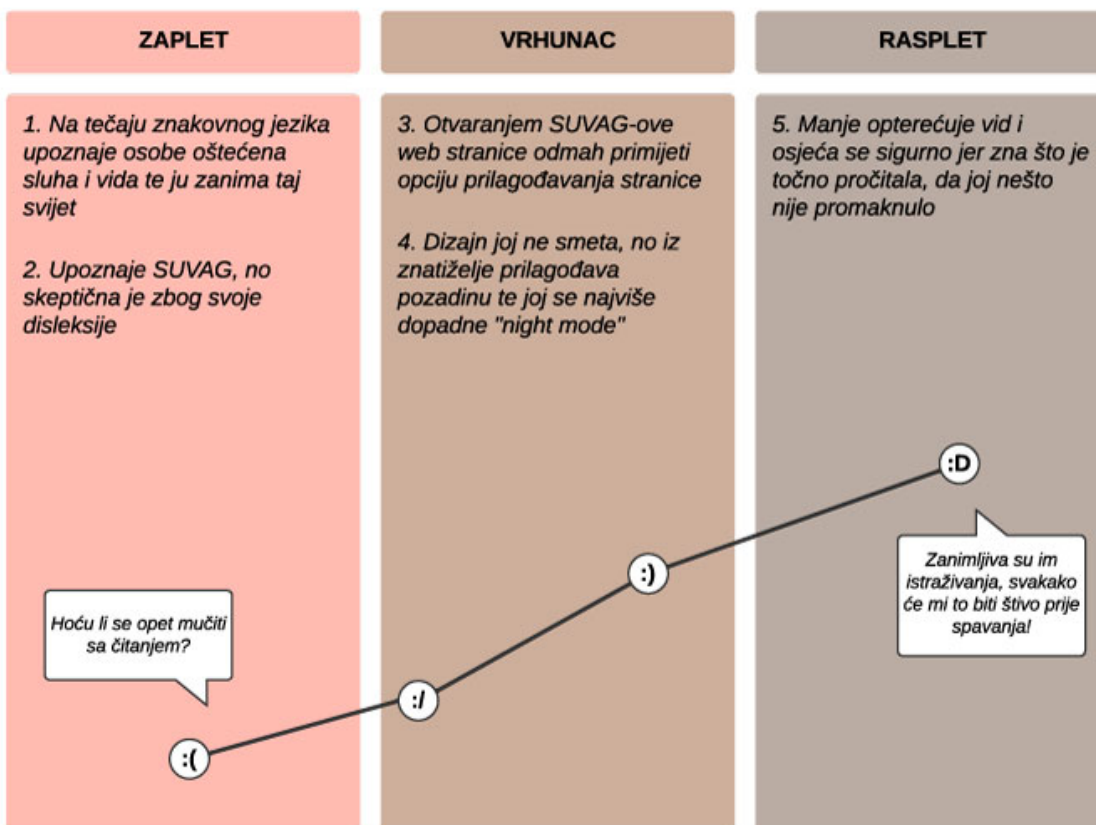 ZAPLET
1. Na tečaju znakovnog jezika
upoznaje osobe oštećena
sluha i vida te ju zanima taj
svijet
2. Upoznaje SUVAG, no
skeptična je zbog svoje
disleksije
Hoću li se opet mučiti
sa čitanjem?
:(
VRHUNAC
3. Otvaranjem SUVAG-ove
web stranice odmah primijeti
opciju prilagođavanja stranice
4. Dizajn joj ne smeta, no iz
znatiželje prilagođava
pozadinu te joj se najviše
dopadne "night mode"
:/
:)
RASPLET
5. Manje opterećuje vid i
osjeća se sigurno jer zna što je
točno pročitala, da joj nešto
nije promaknulo
:D
Zanimljiva su im
istraživanja, svakako
će mi to biti štivo prije
spavanja!